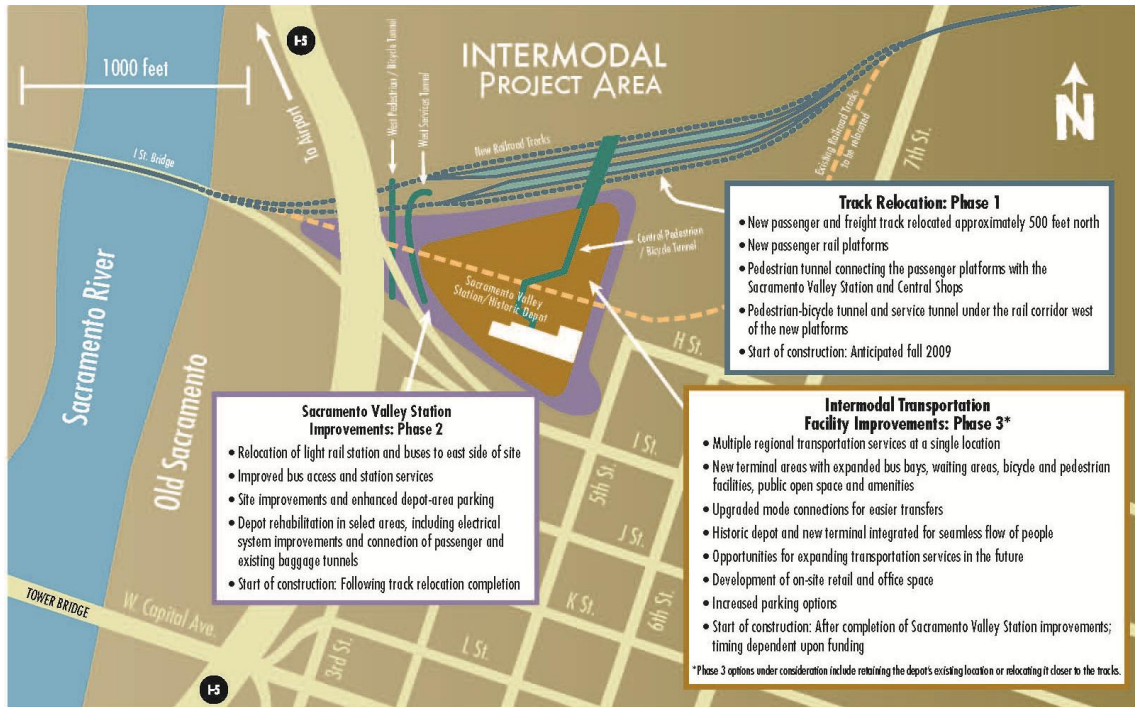 I-5
INTERMODAL
PROJECT AREA
1000 feet
To Airport
West Pedestrian / Bicycle Tunnel
West Services Tunnel
N
I St. Bridge
New Railroad Tracks
Existing Railroad Tracks
to be relocated
7th St.
Track Relocation: Phase 1
• New passenger and freight track relocated approximately 500 feet north
• New passenger rail platforms
• Pedestrian tunnel connecting the passenger platforms with the
Sacramento Valley Station and Central Shops
• Pedestrian-bicycle tunnel and service tunnel under the rail corridor west
of the new platforms
• Start of construction: Anticipated fall 2009
Central Pedestrian
/ Bicycle Tunnel
Sacramento Valley
Station/Historic Depot
Sacramento River
Old Sacramento
H St.
Sacramento Valley Station
Improvements: Phase 2
• Relocation of light rail station and buses to east side of site
• Improved bus access and station services
• Site improvements and enhanced depot-area parking
• Depot rehabilitation in select areas, including electrical
system improvements and connection of passenger and
existing baggage tunnels
• Start of construction: Following track relocation completion
Intermodal Transportation
Facility Improvements: Phase 3*
• Multiple regional transportation services at a single location
• New terminal areas with expanded bus bays, waiting areas, bicycle and pedestrian
facilities, public open space and amenities
• Upgraded mode connections for easier transfers
• Historic depot and new terminal integrated for seamless flow of people
• Opportunities for expanding transportation services in the future
• Development of on-site retail and office space
• Increased parking options
• Start of construction: After completion of Sacramento Valley Station improvements;
timing dependent upon funding
*Phase 3 options under consideration include retaining the depot's existing location or relocating it closer to the tracks.
I St.
5th St.
J St.
K St.
6th St.
L St.
3rd St.
TOWER BRIDGE
W. Capital Ave.
I-5